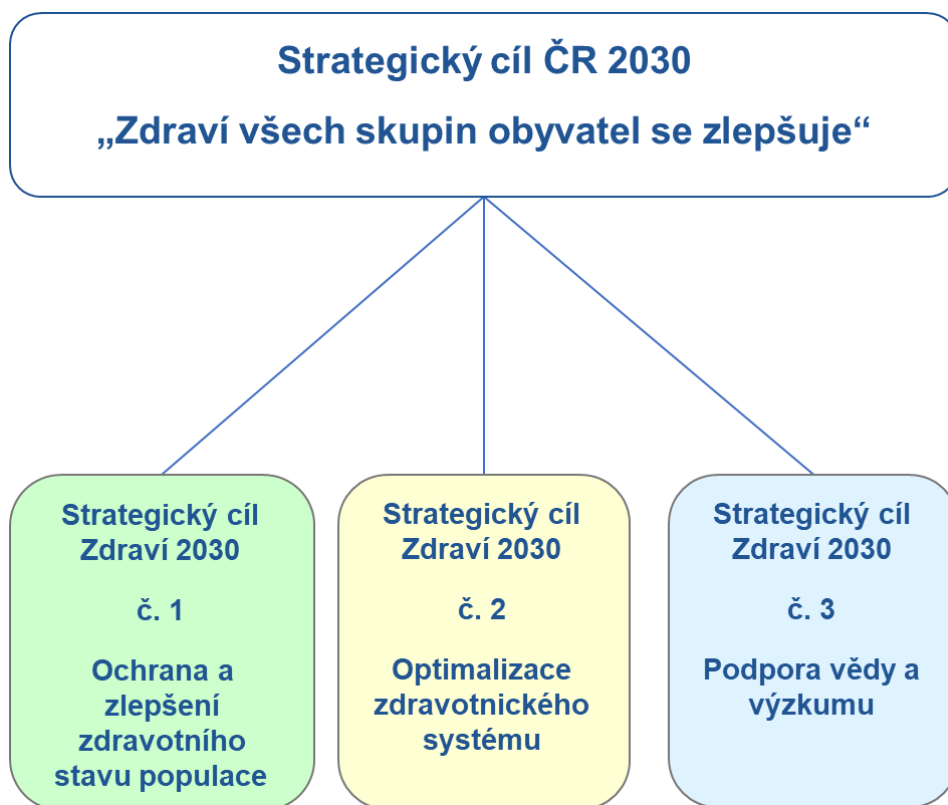 Strategický cíl ČR 2030
„Zdraví všech skupin obyvatel se zlepšuje“
Strategický cíl
Zdraví 2030
č. 1
Ochrana a
zlepšení
zdravotního
stavu populace
Strategický cíl
Zdraví 2030
č. 2
Optimalizace
zdravotnického
systému
Strategický cíl
Zdraví 2030
č. 3
Podpora vědy a
výzkumu